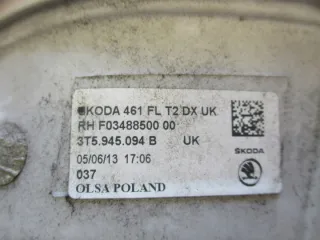 SKODA 461 FL T2 DX UK
RH F03488500 00
3T5.945.094 B UK
05/06/13 17:06
ŠKODA
037
OLSA POLAND